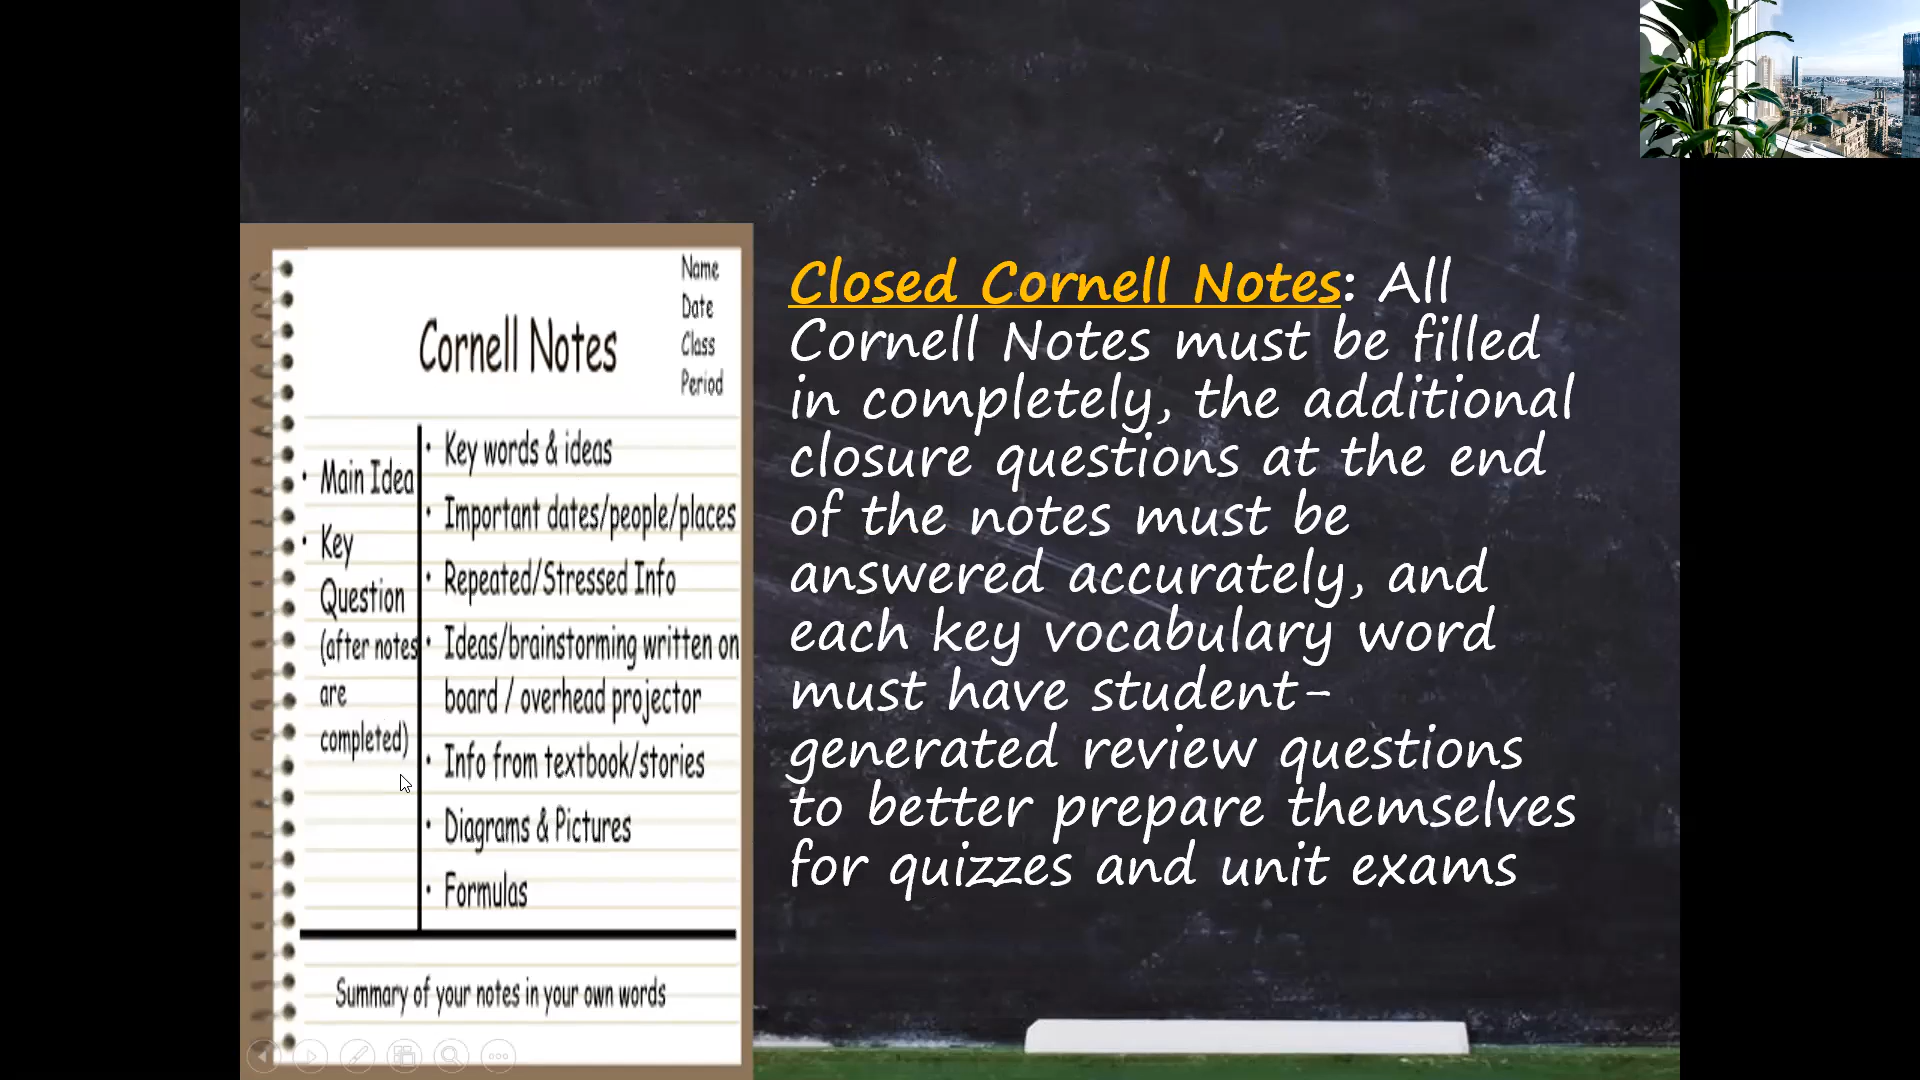 Name
Date
Class
Period
Cornell Notes
• Main Idea
• Key
Question
(after notes
are
completed)
• Key words & ideas
• Important dates/people/places
• Repeated/Stressed Info
• Ideas/brainstorming written on
board / overhead projector
• Info from textbook/stories
• Diagrams & Pictures
• Formulas
Summary of your notes in your own words
Closed Cornell Notes: All
Cornell Notes must be filled
in completely, the additional
closure questions at the end
of the notes must be
answered accurately, and
each key vocabulary word
must have student-
generated review questions
to better prepare themselves
for quizzes and unit exams